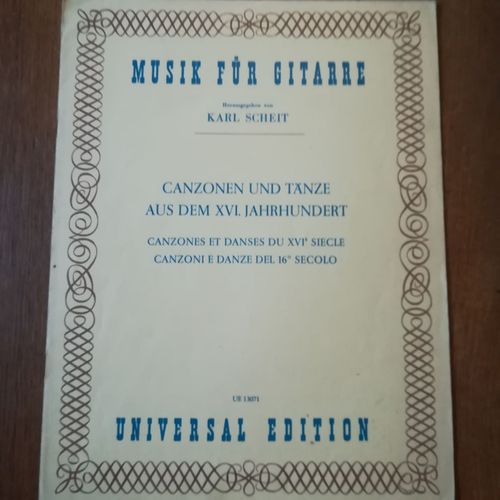 MUSIK FÜR GITARRE
Herausgegeben von
KARL SCHEIT
CANZONEN UND TÄNZE
AUS DEM XVI. JAHRHUNDERT
CANZONES ET DANSES DU XVIᵉ SIECLE
CANZONI E DANZE DEL 16° SECOLO
UE 13071
UNIVERSAL EDITION